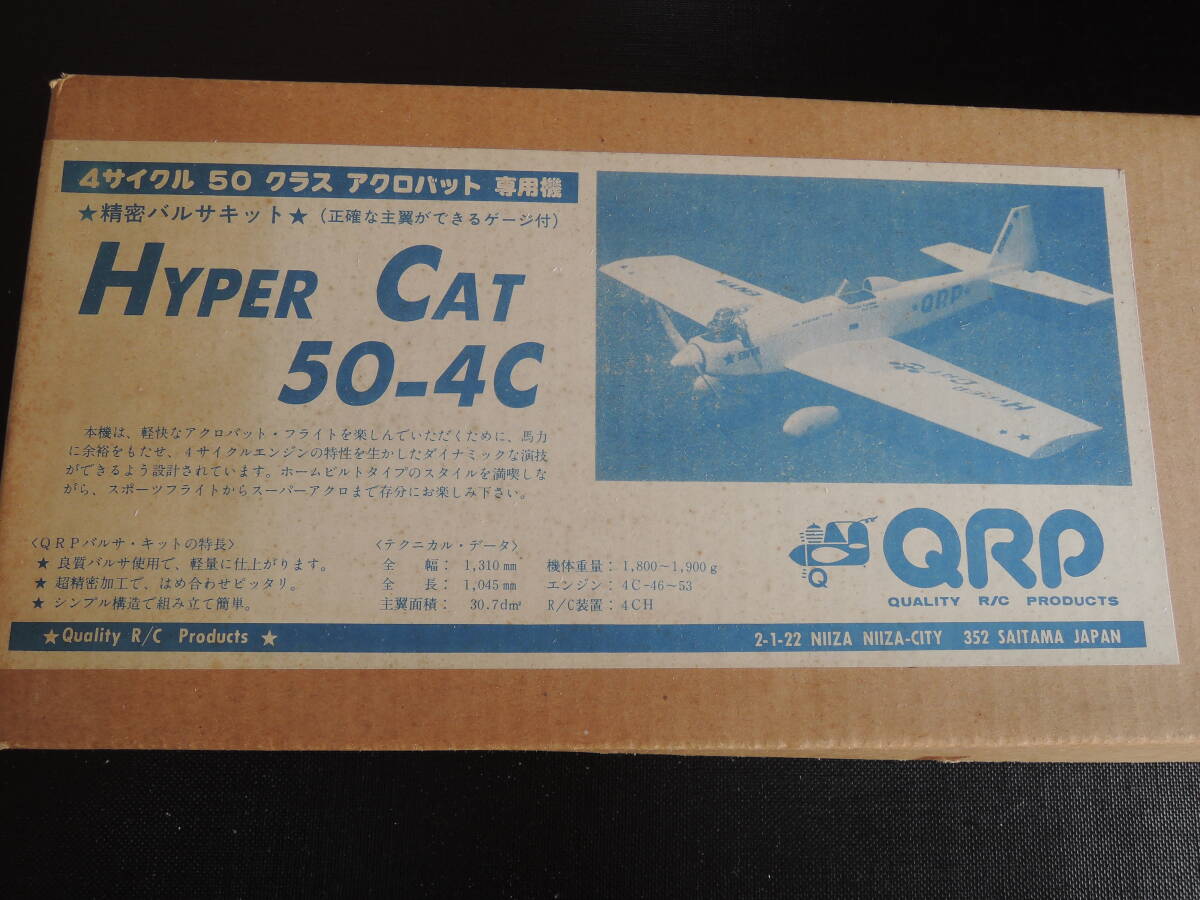 4サイクル 50 クラス アクロバット 専用機
★精密バルサキット★(正確な主翼ができるゲージ付)
HYPER CAT
50-4C
本機は、軽快なアクロバット・フライトを楽しんでいただくために、馬力
に余裕をもたせ、4サイクルエンジンの特性を生かしたダイナミックな演技
ができるよう設計されています。ホームビルトタイプのスタイルを満喫しな
がら、スポーツフライトからスーパーアクロまで存分にお楽しみ下さい。
〈QRPバルサ・キットの特長〉
★ 良質バルサ使用で、軽量に仕上がります。
★ 超精密加工で、はめ合わせピッタリ。
★ シンプル構造で組み立て簡単。
〈テクニカル・データ〉
全 幅: 1,310㎜ 機体重量: 1,800~1,900g
全 長: 1,045㎜ エンジン: 4C-46~53
主翼面積: 30.7d㎡ R/C装置: 4CH
ENYA
QRP
HYPER
CAT
Q
QRP
QUALITY R/C PRODUCTS
★Quality R/C Products ★
2-1-22 NIIZA NIIZA-CITY 352 SAITAMA JAPAN